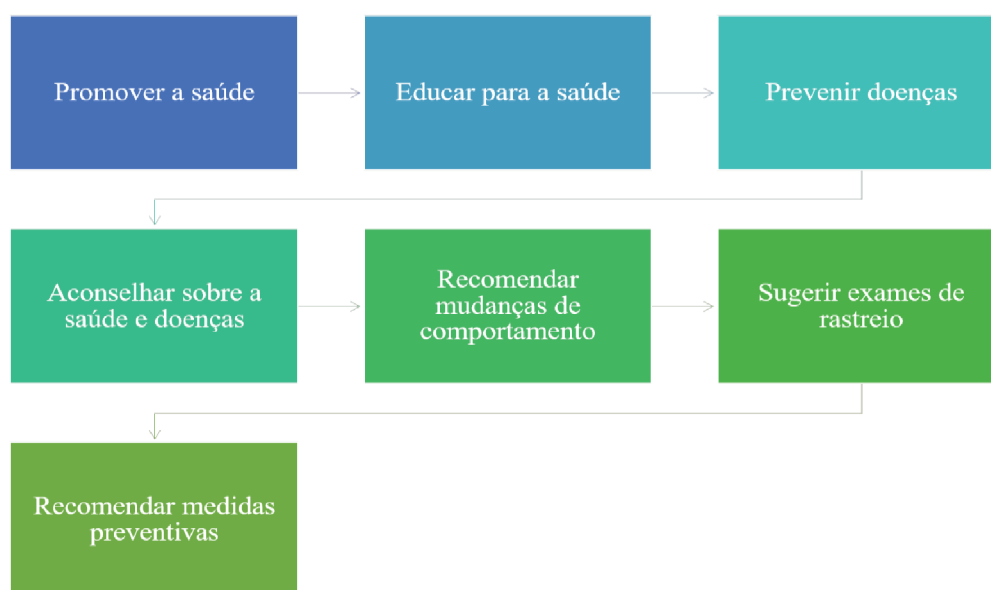 Promover a saúde
Educar para a saúde
Prevenir doenças
Aconselhar sobre a
saúde e doenças
Recomendar
mudanças de
comportamento
Sugerir exames de
rastreio
Recomendar medidas
preventivas